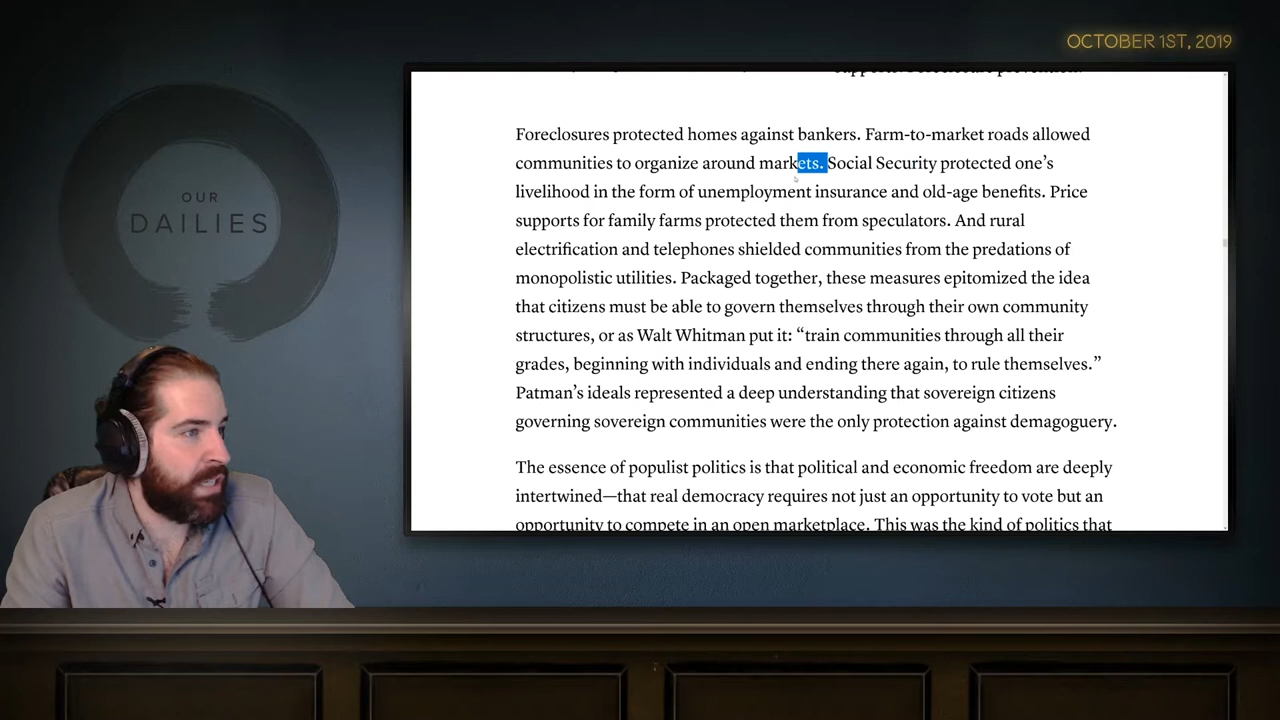 OCTOBER 1ST, 2019
OUR
DAILIES
Foreclosures protected homes against bankers. Farm-to-market roads allowed
communities to organize around markets. Social Security protected one’s
livelihood in the form of unemployment insurance and old-age benefits. Price
supports for family farms protected them from speculators. And rural
electrification and telephones shielded communities from the predations of
monopolistic utilities. Packaged together, these measures epitomized the idea
that citizens must be able to govern themselves through their own community
structures, or as Walt Whitman put it: “train communities through all their
grades, beginning with individuals and ending there again, to rule themselves.”
Patman’s ideals represented a deep understanding that sovereign citizens
governing sovereign communities were the only protection against demagoguery.
The essence of populist politics is that political and economic freedom are deeply
intertwined—that real democracy requires not just an opportunity to vote but an
opportunity to compete in an open marketplace. This was the kind of politics that